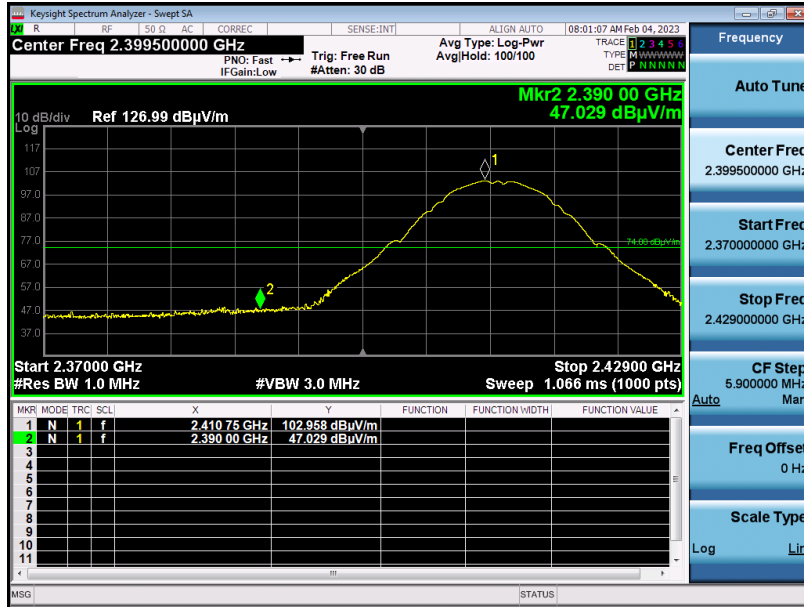 Keysight Spectrum Analyzer - Swept SA
LXI R RF 50 Ω AC CORREC SENSE:INT ALIGN AUTO 08:01:07 AM Feb 04, 2023
Center Freq 2.399500000 GHz
PNO: Fast
IFGain:Low
Trig: Free Run
#Atten: 30 dB
Avg Type: Log-Pwr
Avg|Hold: 100/100
TRACE 1 2 3 4 5 6
TYPE M WWWWW
DET P N N N N N
Mkr2 2.390 00 GHz
47.029 dBµV/m
10 dB/div Ref 126.99 dBµV/m
Log
117
107
97.0
87.0
77.0
67.0
57.0
47.0
37.0
1
2
74.00 dBµV/m
Start 2.37000 GHz Stop 2.42900 GHz
#Res BW 1.0 MHz #VBW 3.0 MHz Sweep 1.066 ms (1000 pts)
MKR MODE TRC SCL X Y FUNCTION FUNCTION WIDTH FUNCTION VALUE
1 N 1 f 2.410 75 GHz 102.958 dBµV/m
2 N 1 f 2.390 00 GHz 47.029 dBµV/m
3
4
5
6
7
8
9
10
11
MSG STATUS
Frequency
Auto Tune
Center Freq
2.399500000 GHz
Start Freq
2.370000000 GHz
Stop Freq
2.429000000 GHz
CF Step
5.900000 MHz
Auto Man
Freq Offset
0 Hz
Scale Type
Log Lin